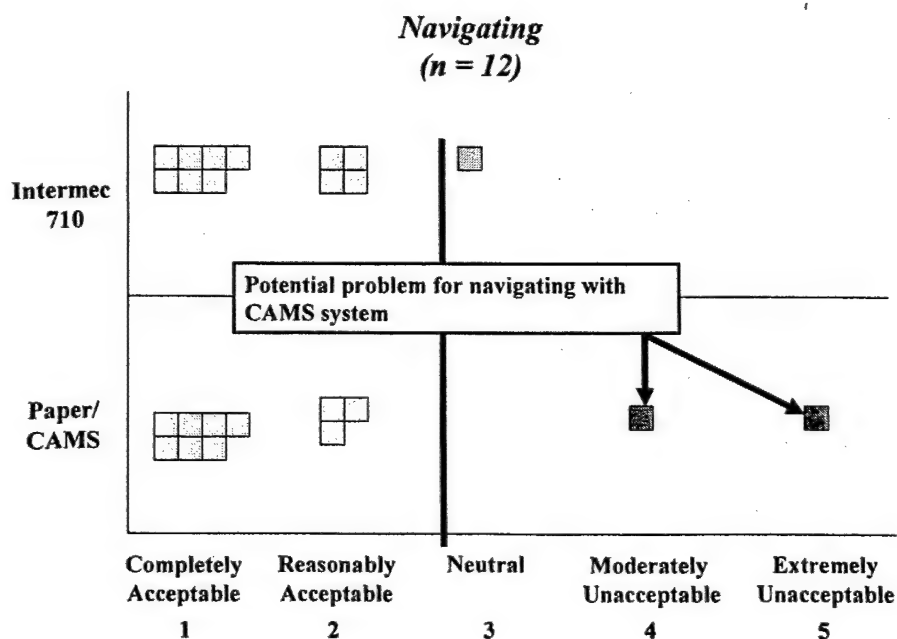 Navigating
(n = 12)
Intermec
710
Potential problem for navigating with
CAMS system
Paper/
CAMS
Completely
Acceptable
1
Reasonably
Acceptable
2
Neutral
3
Moderately
Unacceptable
4
Extremely
Unacceptable
5